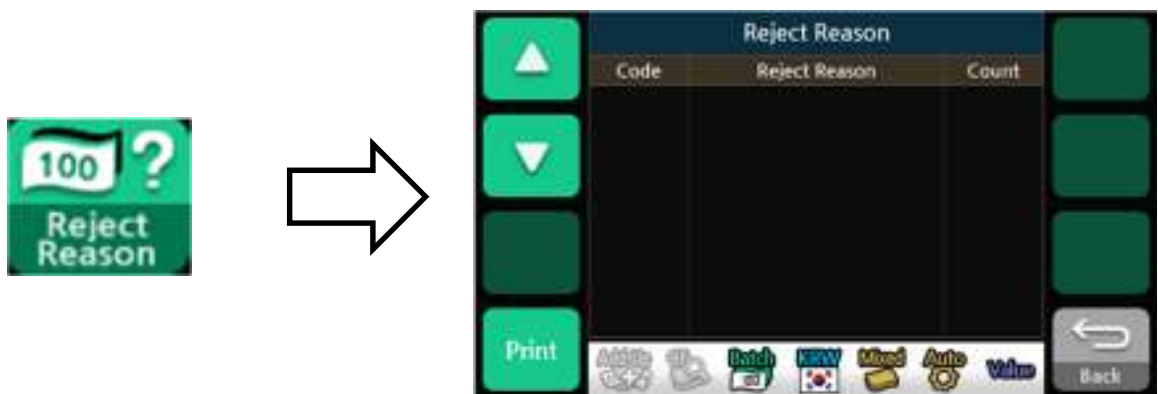 100 ?
Reject
Reason
Reject Reason
Code Reject Reason Count
Print
Batch KRW Mixed Auto Value
Back